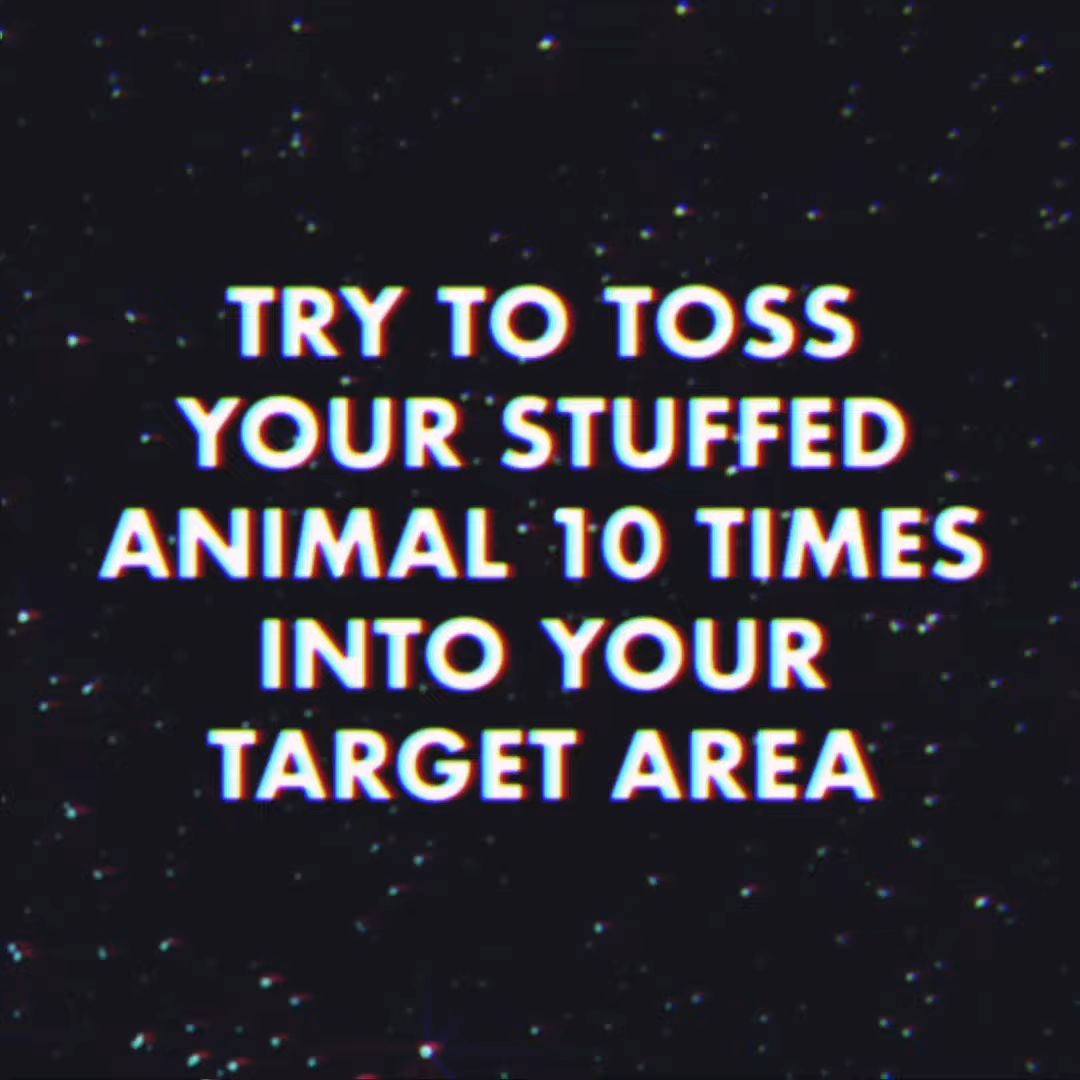 TRY TO TOSS
YOUR STUFFED
ANIMAL 10 TIMES
INTO YOUR
TARGET AREA